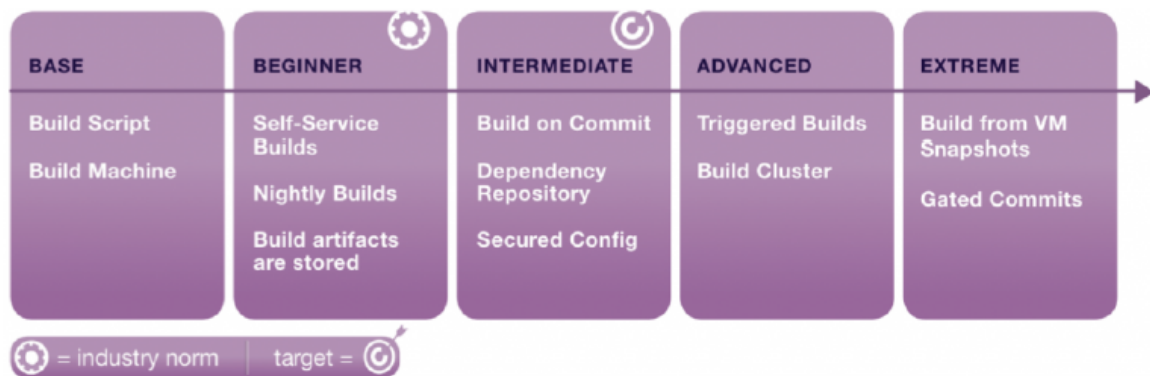 BASE
Build Script
Build Machine
BEGINNER
Self-Service
Builds
Nightly Builds
Build artifacts
are stored
INTERMEDIATE
Build on Commit
Dependency
Repository
Secured Config
ADVANCED
Triggered Builds
Build Cluster
EXTREME
Build from VM
Snapshots
Gated Commits
= industry norm
target =